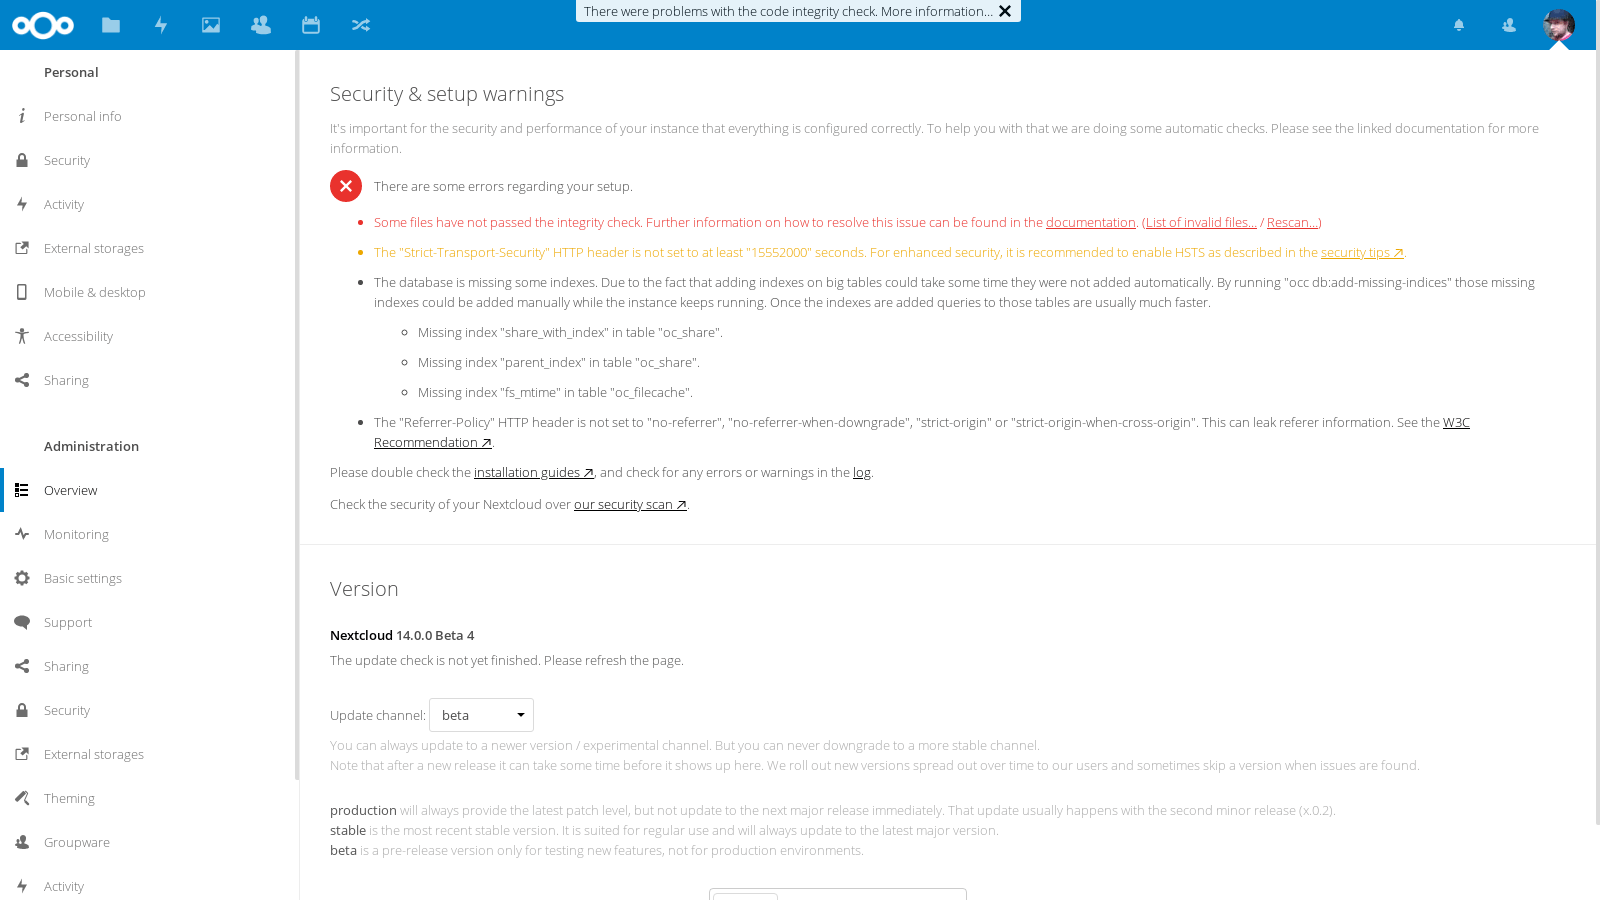 There were problems with the code integrity check. More information...
Personal
Personal info
Security
Activity
External storages
Mobile & desktop
Accessibility
Sharing
Administration
Overview
Monitoring
Basic settings
Support
Sharing
Security
External storages
Theming
Groupware
Activity
Security & setup warnings
It's important for the security and performance of your instance that everything is configured correctly. To help you with that we are doing some automatic checks. Please see the linked documentation for more
information.
There are some errors regarding your setup.
Some files have not passed the integrity check. Further information on how to resolve this issue can be found in the documentation. (List of invalid files... / Rescan...)
The "Strict-Transport-Security" HTTP header is not set to at least "15552000" seconds. For enhanced security, it is recommended to enable HSTS as described in the security tips ↗.
The database is missing some indexes. Due to the fact that adding indexes on big tables could take some time they were not added automatically. By running "occ db:add-missing-indices" those missing
indexes could be added manually while the instance keeps running. Once the indexes are added queries to those tables are usually much faster.
Missing index "share_with_index" in table "oc_share".
Missing index "parent_index" in table "oc_share".
Missing index "fs_mtime" in table "oc_filecache".
The "Referrer-Policy" HTTP header is not set to "no-referrer", "no-referrer-when-downgrade", "strict-origin" or "strict-origin-when-cross-origin". This can leak referer information. See the W3C
Recommendation ↗.
Please double check the installation guides ↗, and check for any errors or warnings in the log.
Check the security of your Nextcloud over our security scan ↗.
Version
Nextcloud 14.0.0 Beta 4
The update check is not yet finished. Please refresh the page.
Update channel: beta
You can always update to a newer version / experimental channel. But you can never downgrade to a more stable channel.
Note that after a new release it can take some time before it shows up here. We roll out new versions spread out over time to our users and sometimes skip a version when issues are found.
production will always provide the latest patch level, but not update to the next major release immediately. That update usually happens with the second minor release (x.0.2).
stable is the most recent stable version. It is suited for regular use and will always update to the latest major version.
beta is a pre-release version only for testing new features, not for production environments.